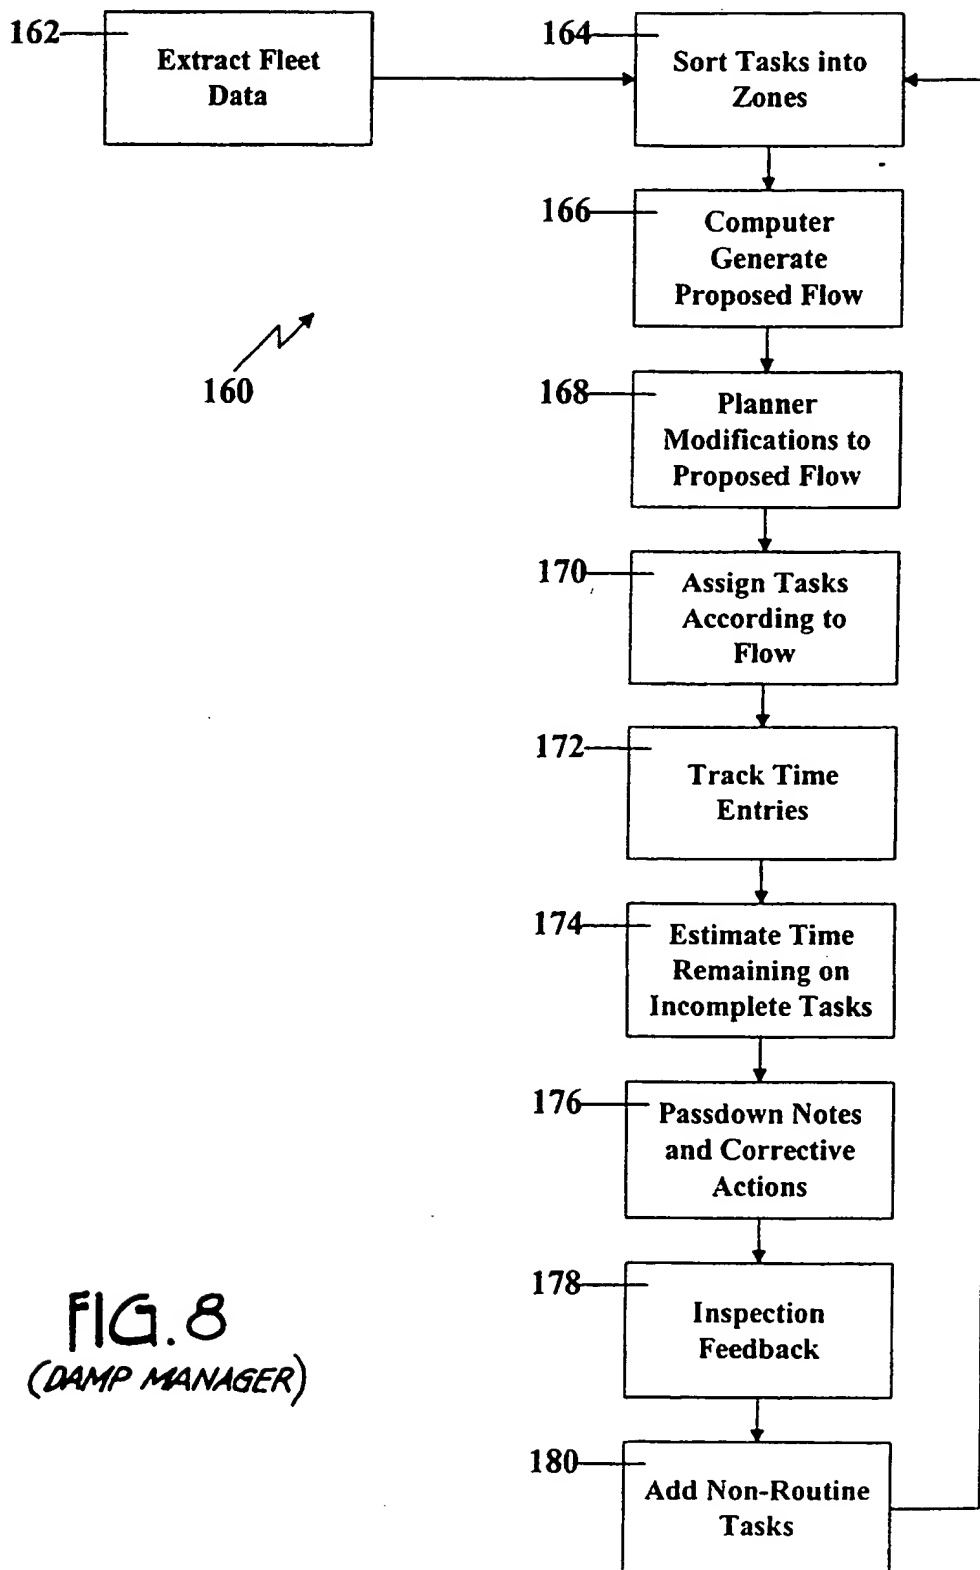 162
Extract Fleet
Data
164
Sort Tasks into
Zones
166
Computer
Generate
Proposed Flow
160
168
Planner
Modifications to
Proposed Flow
170
Assign Tasks
According to
Flow
172
Track Time
Entries
174
Estimate Time
Remaining on
Incomplete Tasks
176
Passdown Notes
and Corrective
Actions
178
Inspection
Feedback
FIG. 8
(DAMP MANAGER)
180
Add Non-Routine
Tasks